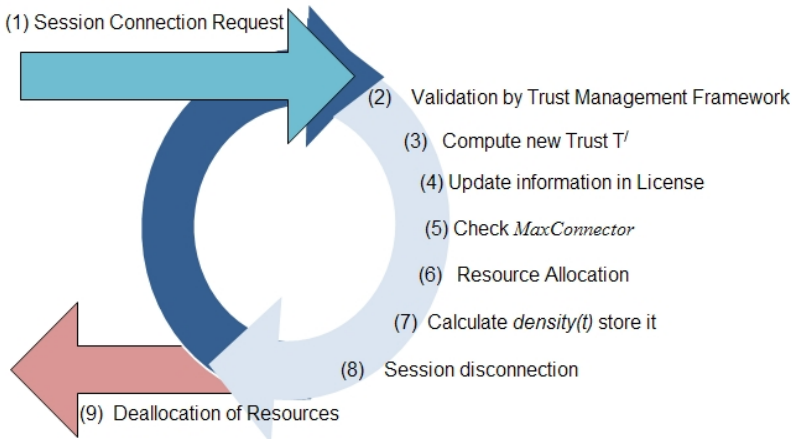 (1) Session Connection Request
(2) Validation by Trust Management Framework
(3) Compute new Trust T/
(4) Update information in License
(5) Check MaxConnector
(6) Resource Allocation
(7) Calculate density(t) store it
(8) Session disconnection
(9) Deallocation of Resources